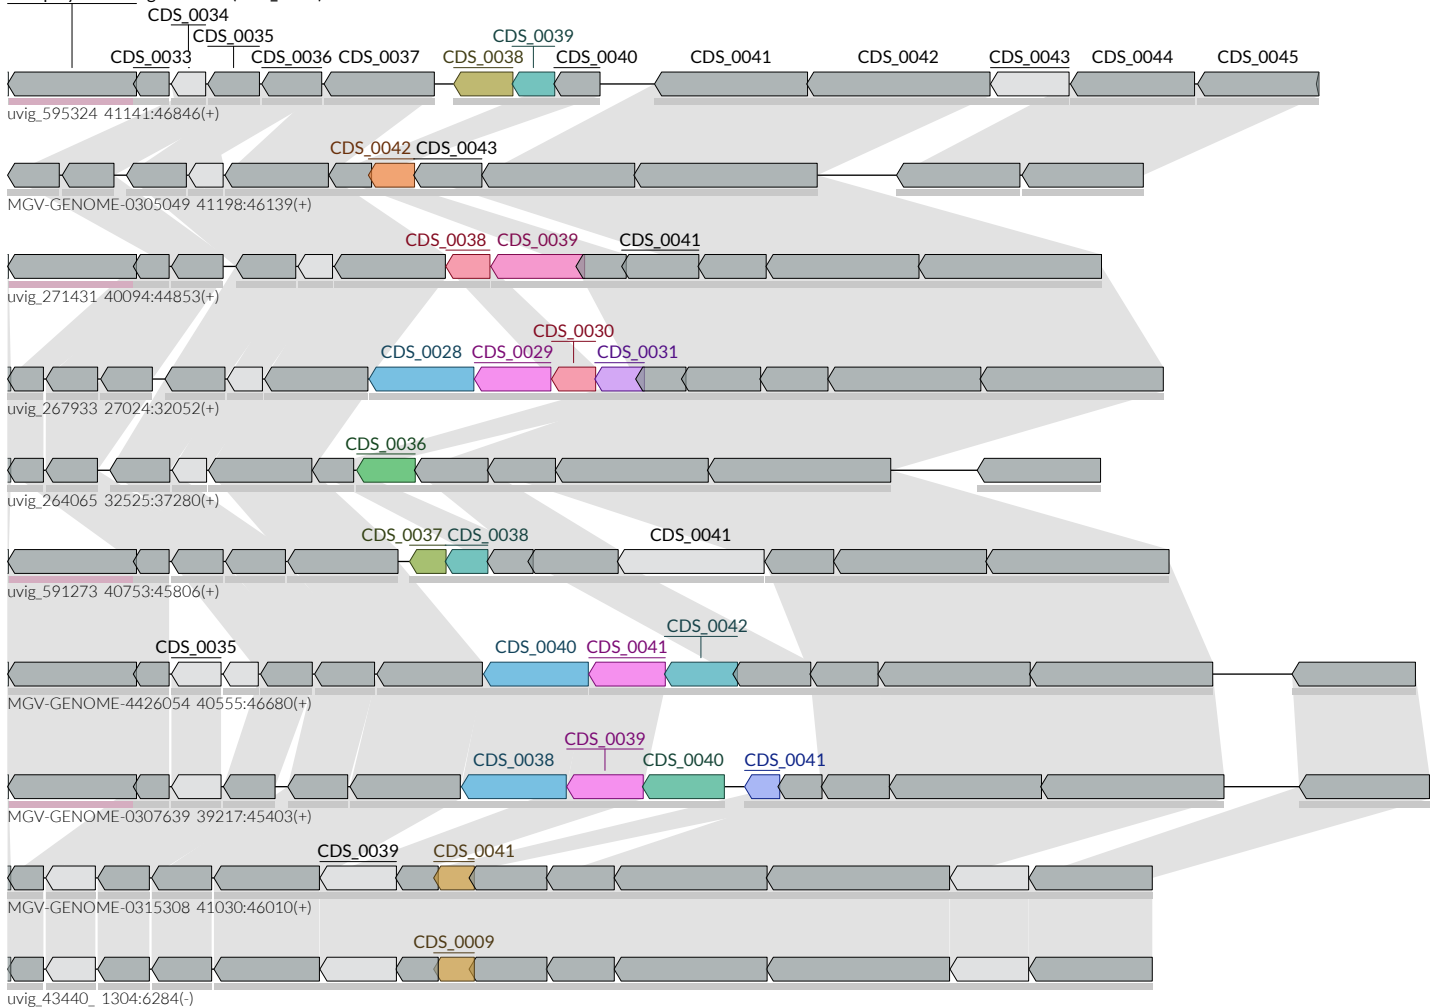 CDS_0034
CDS_0035 CDS_0039
CDS_0033 CDS_0036 CDS_0037 CDS_0038 CDS_0040 CDS_0041 CDS_0042 CDS_0043 CDS_0044 CDS_0045
uvig_595324 41141:46846(+)
CDS_0042 CDS_0043
MGV-GENOME-0305049 41198:46139(+)
CDS_0038 CDS_0039 CDS_0041
uvig_271431 40094:44853(+)
CDS_0030
CDS_0028 CDS_0029 CDS_0031
uvig_267933 27024:32052(+)
CDS_0036
uvig_264065 32525:37280(+)
CDS_0037 CDS_0038 CDS_0041
uvig_591273 40753:45806(+)
CDS_0042
CDS_0035 CDS_0040 CDS_0041
MGV-GENOME-4426054 40555:46680(+)
CDS_0039
CDS_0038 CDS_0040 CDS_0041
MGV-GENOME-0307639 39217:45403(+)
CDS_0039 CDS_0041
MGV-GENOME-0315308 41030:46010(+)
CDS_0009
uvig_43440_ 1304:6284(-)